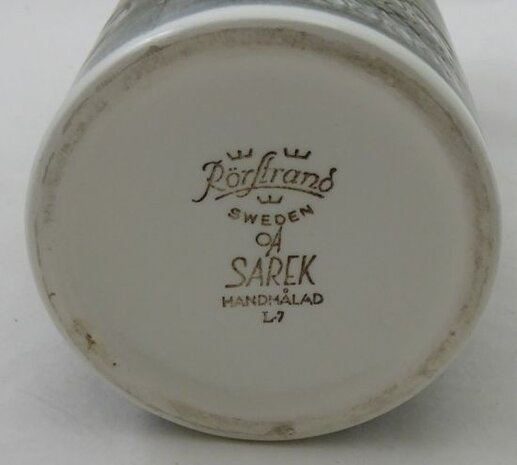 Rörstrand
SWEDEN
OA
SAREK
HANDMÅLAD
L-7